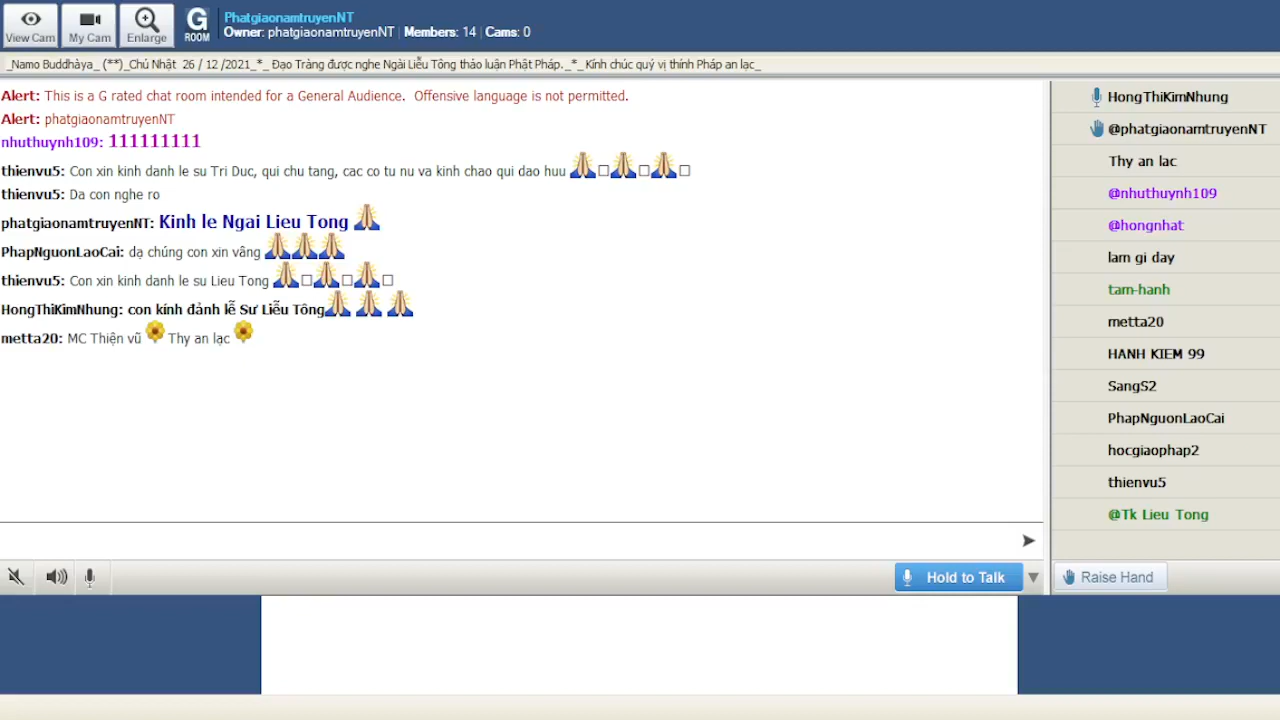 View Cam
My Cam
Enlarge
G
ROOM
PhatgiaonamtruyenNT
Owner: phatgiaonamtruyenNT | Members: 14 | Cams: 0
_Namo Buddhàya_ (**)_Chủ Nhật 26 / 12 /2021_*_ Đạo Tràng được nghe Ngài Liễu Tông thảo luận Phật Pháp._*_Kính chúc quý vị thính Pháp an lạc_
Alert: This is a G rated chat room intended for a General Audience. Offensive language is not permitted.
Alert: phatgiaonamtruyenNT
nhuthuynh109: 111111111
thienvu5: Con xin kinh danh le su Tri Duc, qui chu tang, cac co tu nu va kinh chao qui dao huu 🙏□🙏□🙏□
thienvu5: Da con nghe ro
phatgiaonamtruyenNT: Kinh le Ngai Lieu Tong 🙏
PhapNguonLaoCai: dạ chúng con xin vâng 🙏🙏🙏
thienvu5: Con xin kinh danh le su Lieu Tong 🙏□🙏□🙏□
HongThiKimNhung: con kính đảnh lễ Sư Liễu Tông🙏 🙏 🙏
metta20: MC Thiện vũ 🌻 Thy an lạc 🌻
HongThiKimNhung
@phatgiaonamtruyenNT
Thy an lac
@nhuthuynh109
@hongnhat
lam gi day
tam-hanh
metta20
HANH KIEM 99
SangS2
PhapNguonLaoCai
hocgiaophap2
thienvu5
@Tk Lieu Tong
Hold to Talk
Raise Hand